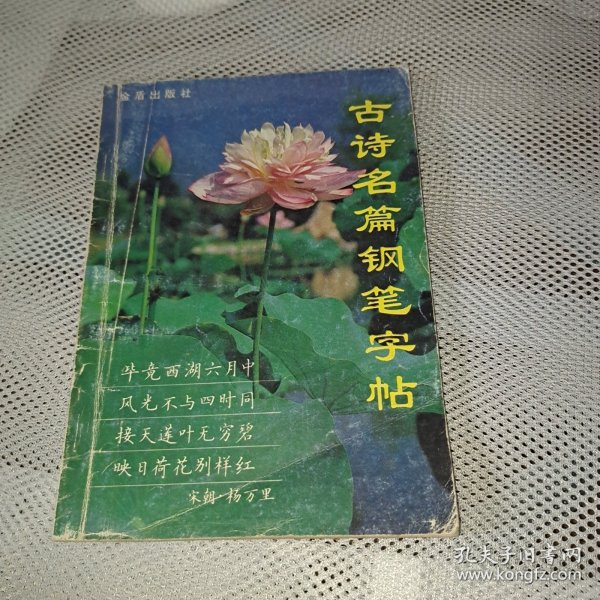 金盾出版社
古诗名篇钢笔字帖
毕竟西湖六月中
风光不与四时同
接天莲叶无穷碧
映日荷花别样红
宋朝·杨万里
孔夫子旧书网
www.kongfz.com